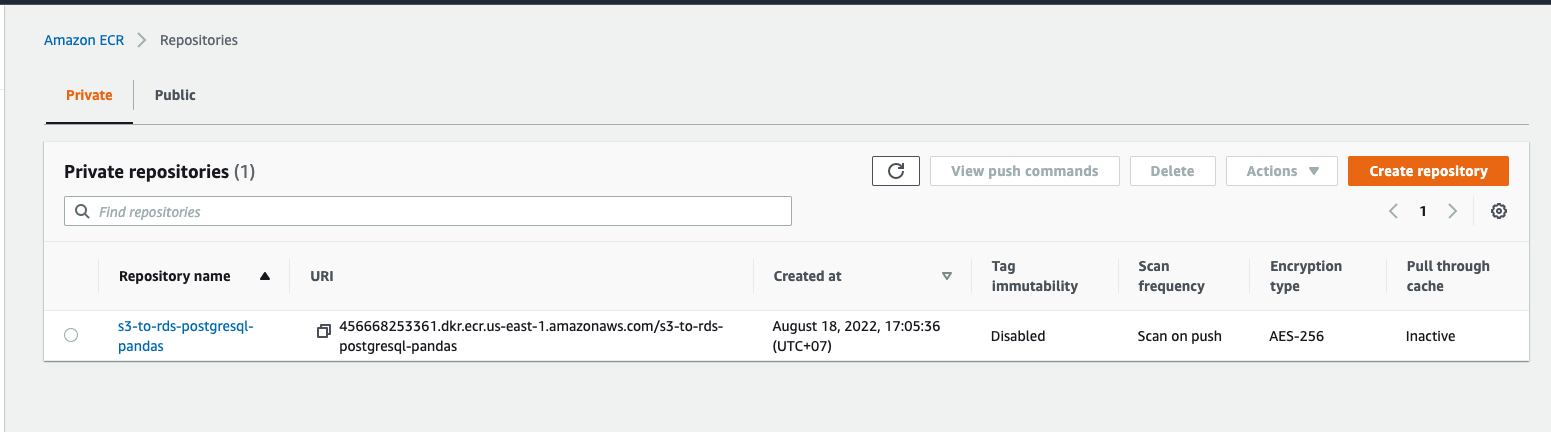 Amazon ECR > Repositories
Private Public
Private repositories (1)
View push commands Delete Actions Create repository
Find repositories
1
Repository name URI Created at Tag immutability Scan frequency Encryption type Pull through cache
s3-to-rds-postgresql- 456668253361.dkr.ecr.us-east-1.amazonaws.com/s3-to-rds- August 18, 2022, 17:05:36 Disabled Scan on push AES-256 Inactive
pandas postgresql-pandas (UTC+07)